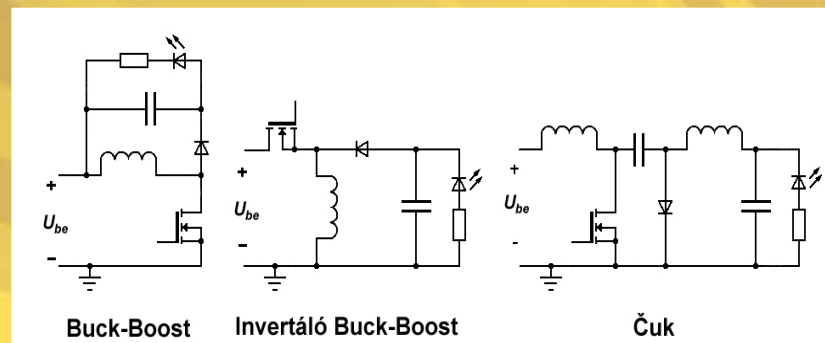 +
U_be
−
+
U_be
−
+
U_be
-
Buck-Boost
Invertáló Buck-Boost
Čuk